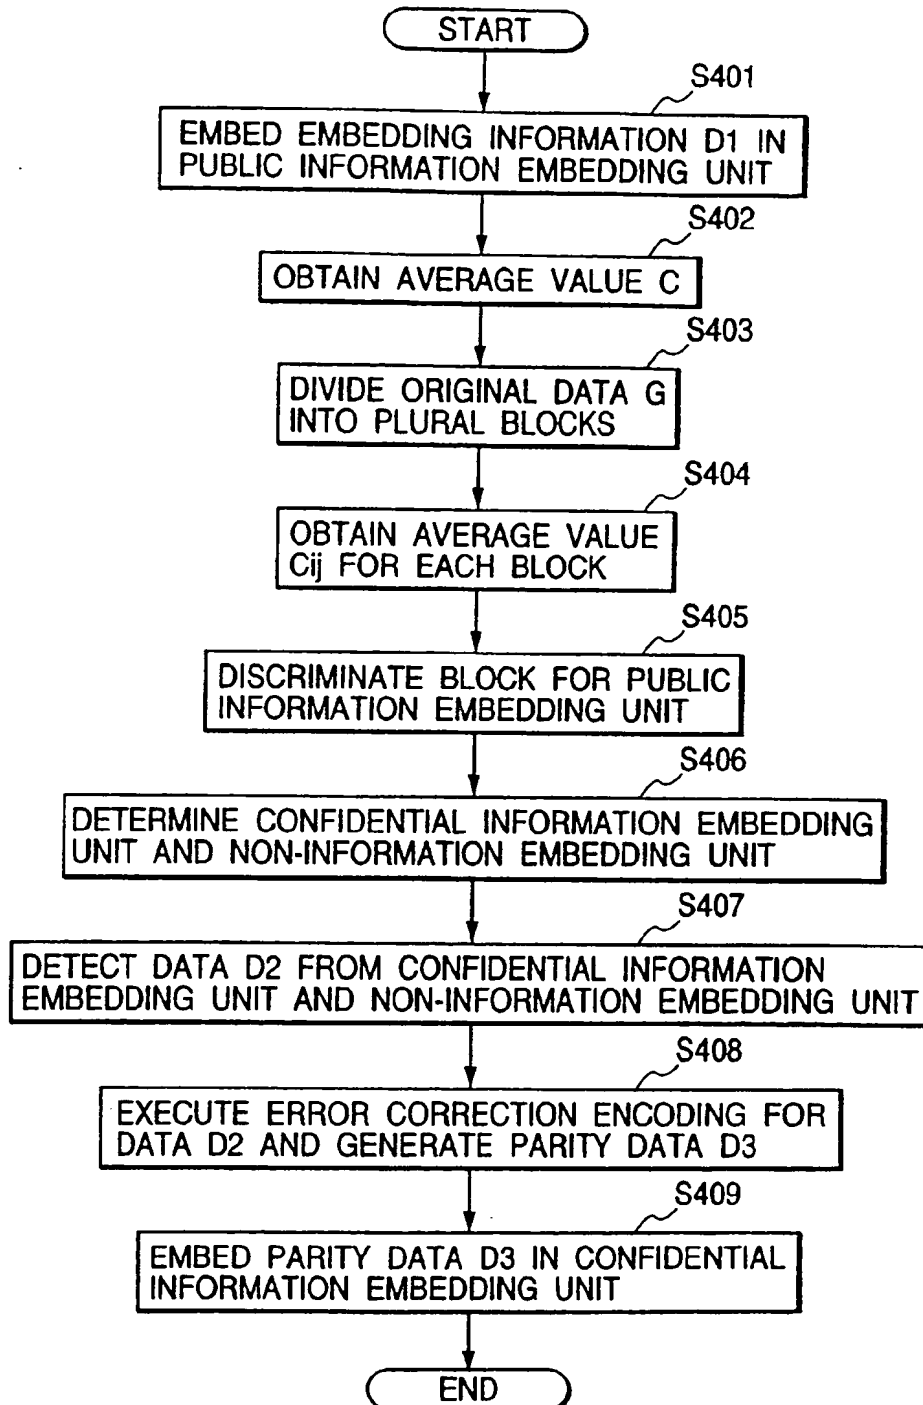 START
S401
EMBED EMBEDDING INFORMATION D1 IN
PUBLIC INFORMATION EMBEDDING UNIT
S402
OBTAIN AVERAGE VALUE C
S403
DIVIDE ORIGINAL DATA G
INTO PLURAL BLOCKS
S404
OBTAIN AVERAGE VALUE
Cij FOR EACH BLOCK
S405
DISCRIMINATE BLOCK FOR PUBLIC
INFORMATION EMBEDDING UNIT
S406
DETERMINE CONFIDENTIAL INFORMATION EMBEDDING
UNIT AND NON-INFORMATION EMBEDDING UNIT
S407
DETECT DATA D2 FROM CONFIDENTIAL INFORMATION
EMBEDDING UNIT AND NON-INFORMATION EMBEDDING UNIT
S408
EXECUTE ERROR CORRECTION ENCODING FOR
DATA D2 AND GENERATE PARITY DATA D3
S409
EMBED PARITY DATA D3 IN CONFIDENTIAL
INFORMATION EMBEDDING UNIT
END